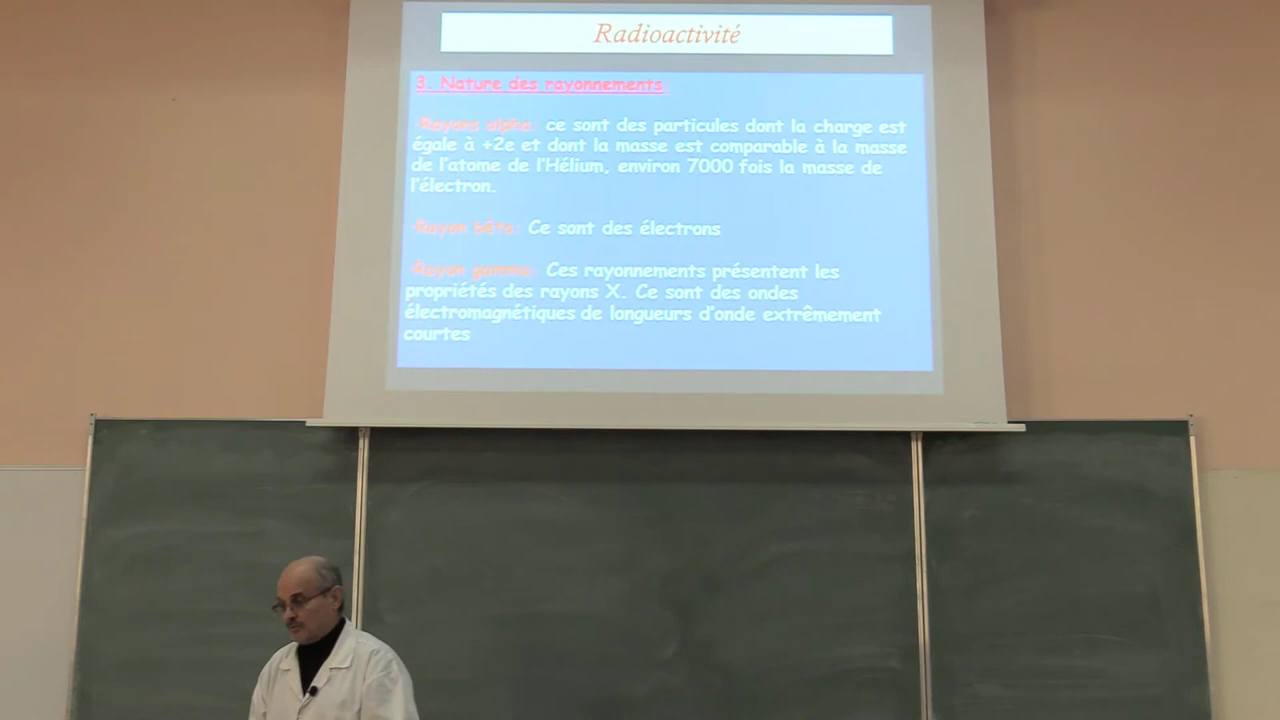 Radioactivité
3. Nature des rayonnements
•Rayons alpha: ce sont des particules dont la charge est
égale à +2e et dont la masse est comparable à la masse
de l'atome de l'Hélium, environ 7000 fois la masse de
l'électron.
•Rayon bêta: Ce sont des électrons
•Rayon gamma: Ces rayonnements présentent les
propriétés des rayons X. Ce sont des ondes
électromagnétiques de longueurs d'onde extrêmement
courtes